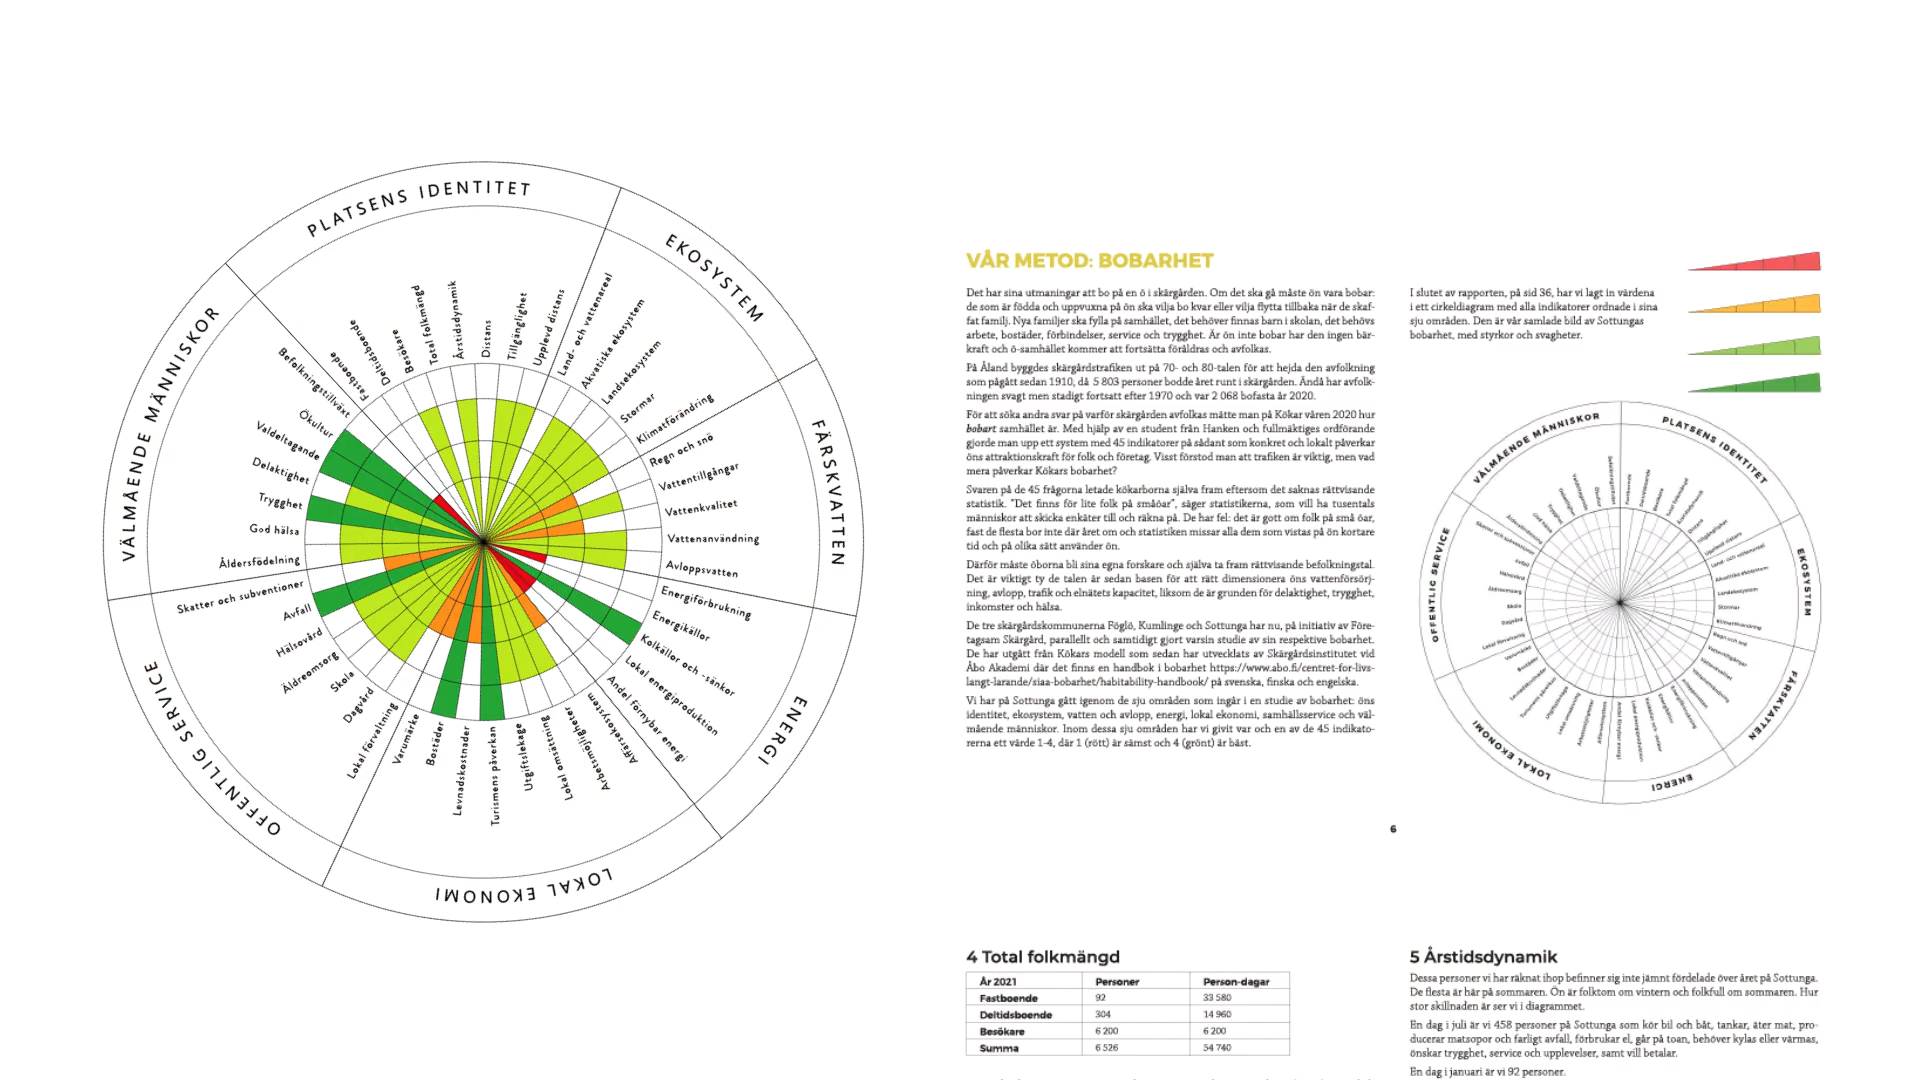 PLATSENS IDENTITET
EKOSYSTEM
FÄRSKVATTEN
ENERGI
LOKAL EKONOMI
OFFENTLIG SERVICE
VÄLMÅENDE MÄNNISKOR
Fastboende
Deltidsboende
Besökare
Total folkmängd
Årstidsdynamik
Distans
Tillgänglighet
Upplevd distans
Land- och vattenareal
Akvatiska ekosystem
Landsekosystem
Stormar
Klimatförändring
Regn och snö
Vattentillgångar
Vattenkvalitet
Vattenanvändning
Avloppsvatten
Energiförbrukning
Energikällor
Kolkällor och -sänkor
Lokal energiproduktion
Andel förnybar energi
Affärsekosystem
Arbetsmöjligheter
Lokal omsättning
Utgiftsläckage
Turismens påverkan
Levnadskostnader
Bostäder
Varumärke
Lokal förvaltning
Dagvård
Skola
Äldreomsorg
Hälsovård
Avfall
Skatter och subventioner
Åldersfödelning
God hälsa
Trygghet
Delaktighet
Valdeltagande
Ökultur
Befolkningstillväxt
VÅR METOD: BOBARHET
Det har sina utmaningar att bo på en ö i skärgården. Om det ska gå måste ön vara bobar:
de som är födda och uppvuxna på ön ska vilja bo kvar eller vilja flytta tillbaka när de skaf-
fat familj. Nya familjer ska fylla på samhället, det behöver finnas barn i skolan, det behövs
arbete, bostäder, förbindelser, service och trygghet. Är ön inte bobar har den ingen bär-
kraft och ö-samhället kommer att fortsätta föråldras och avfolkas.
På Åland byggdes skärgårdstrafiken ut på 70- och 80-talen för att hejda den avfolkning
som pågått sedan 1910, då 5 803 personer bodde året runt i skärgården. Ändå har avfolk-
ningen svagt men stadigt fortsatt efter 1970 och var 2 068 bofasta år 2020.
För att söka andra svar på varför skärgården avfolkas mätte man på Kökar våren 2020 hur
bobart samhället är. Med hjälp av en student från Hanken och fullmäktiges ordförande
gjorde man upp ett system med 45 indikatorer på sådant som konkret och lokalt påverkar
öns attraktionskraft för folk och företag. Visst förstod man att trafiken är viktig, men vad
mera påverkar Kökars bobarhet?
Svaren på de 45 frågorna letade kökarborna själva fram eftersom det saknas rättvisande
statistik. "Det finns för lite folk på småöar", säger statistikerna, som vill ha tusentals
människor att skicka enkäter till och räkna på. De har fel: det är gott om folk på små öar,
fast de flesta bor inte där året om och statistiken missar alla dem som vistas på ön kortare
tid och på olika sätt använder ön.
Därför måste öborna bli sina egna forskare och själva ta fram rättvisande befolkningstal.
Det är viktigt ty de talen är sedan basen för att rätt dimensionera öns vattenförsörj-
ning, avlopp, trafik och elnätets kapacitet, liksom de är grunden för delaktighet, trygghet,
inkomster och hälsa.
De tre skärgårdskommunerna Föglö, Kumlinge och Sottunga har nu, på initiativ av Före-
tagsam Skärgård, parallellt och samtidigt gjort varsin studie av sin respektive bobarhet.
De har utgått från Kökars modell som sedan har utvecklats av Skärgårdsinstitutet vid
Åbo Akademi där det finns en handbok i bobarhet https://www.abo.fi/centret-for-livs-
langt-larande/siaa-bobarhet/habitability-handbook/ på svenska, finska och engelska.
Vi har på Sottunga gått igenom de sju områden som ingår i en studie av bobarhet: öns
identitet, ekosystem, vatten och avlopp, energi, lokal ekonomi, samhällsservice och väl-
mående människor. Inom dessa sju områden har vi givit var och en av de 45 indikato-
rerna ett värde 1-4, där 1 (rött) är sämst och 4 (grönt) är bäst.
I slutet av rapporten, på sid 36, har vi lagt in värdena
i ett cirkeldiagram med alla indikatorer ordnade i sina
sju områden. Den är vår samlade bild av Sottungas
bobarhet, med styrkor och svagheter.
VÄLMÅENDE MÄNNISKOR
PLATSENS IDENTITET
EKOSYSTEM
FÄRSKVATTEN
ENERGI
LOKAL EKONOMI
OFFENTLIG SERVICE
6
4 Total folkmängd
År 2021 Personer Person-dagar
Fastboende 92 33 580
Deltidsboende 304 14 960
Besökare 6 200 6 200
Summa 6 526 54 740
5 Årstidsdynamik
Dessa personer vi har räknat ihop befinner sig inte jämnt fördelade över året på Sottunga.
De flesta är här på sommaren. Ön är folktom om vintern och folkfull om sommaren. Hur
stor skillnaden är ser vi i diagrammet.
En dag i juli är vi 458 personer på Sottunga som kör bil och båt, tankar, äter mat, pro-
ducerar matsopor och farligt avfall, förbrukar el, går på toan, behöver kylas eller värmas,
önskar trygghet, service och upplevelser, samt vill betalar.
En dag i januari är vi 92 personer.